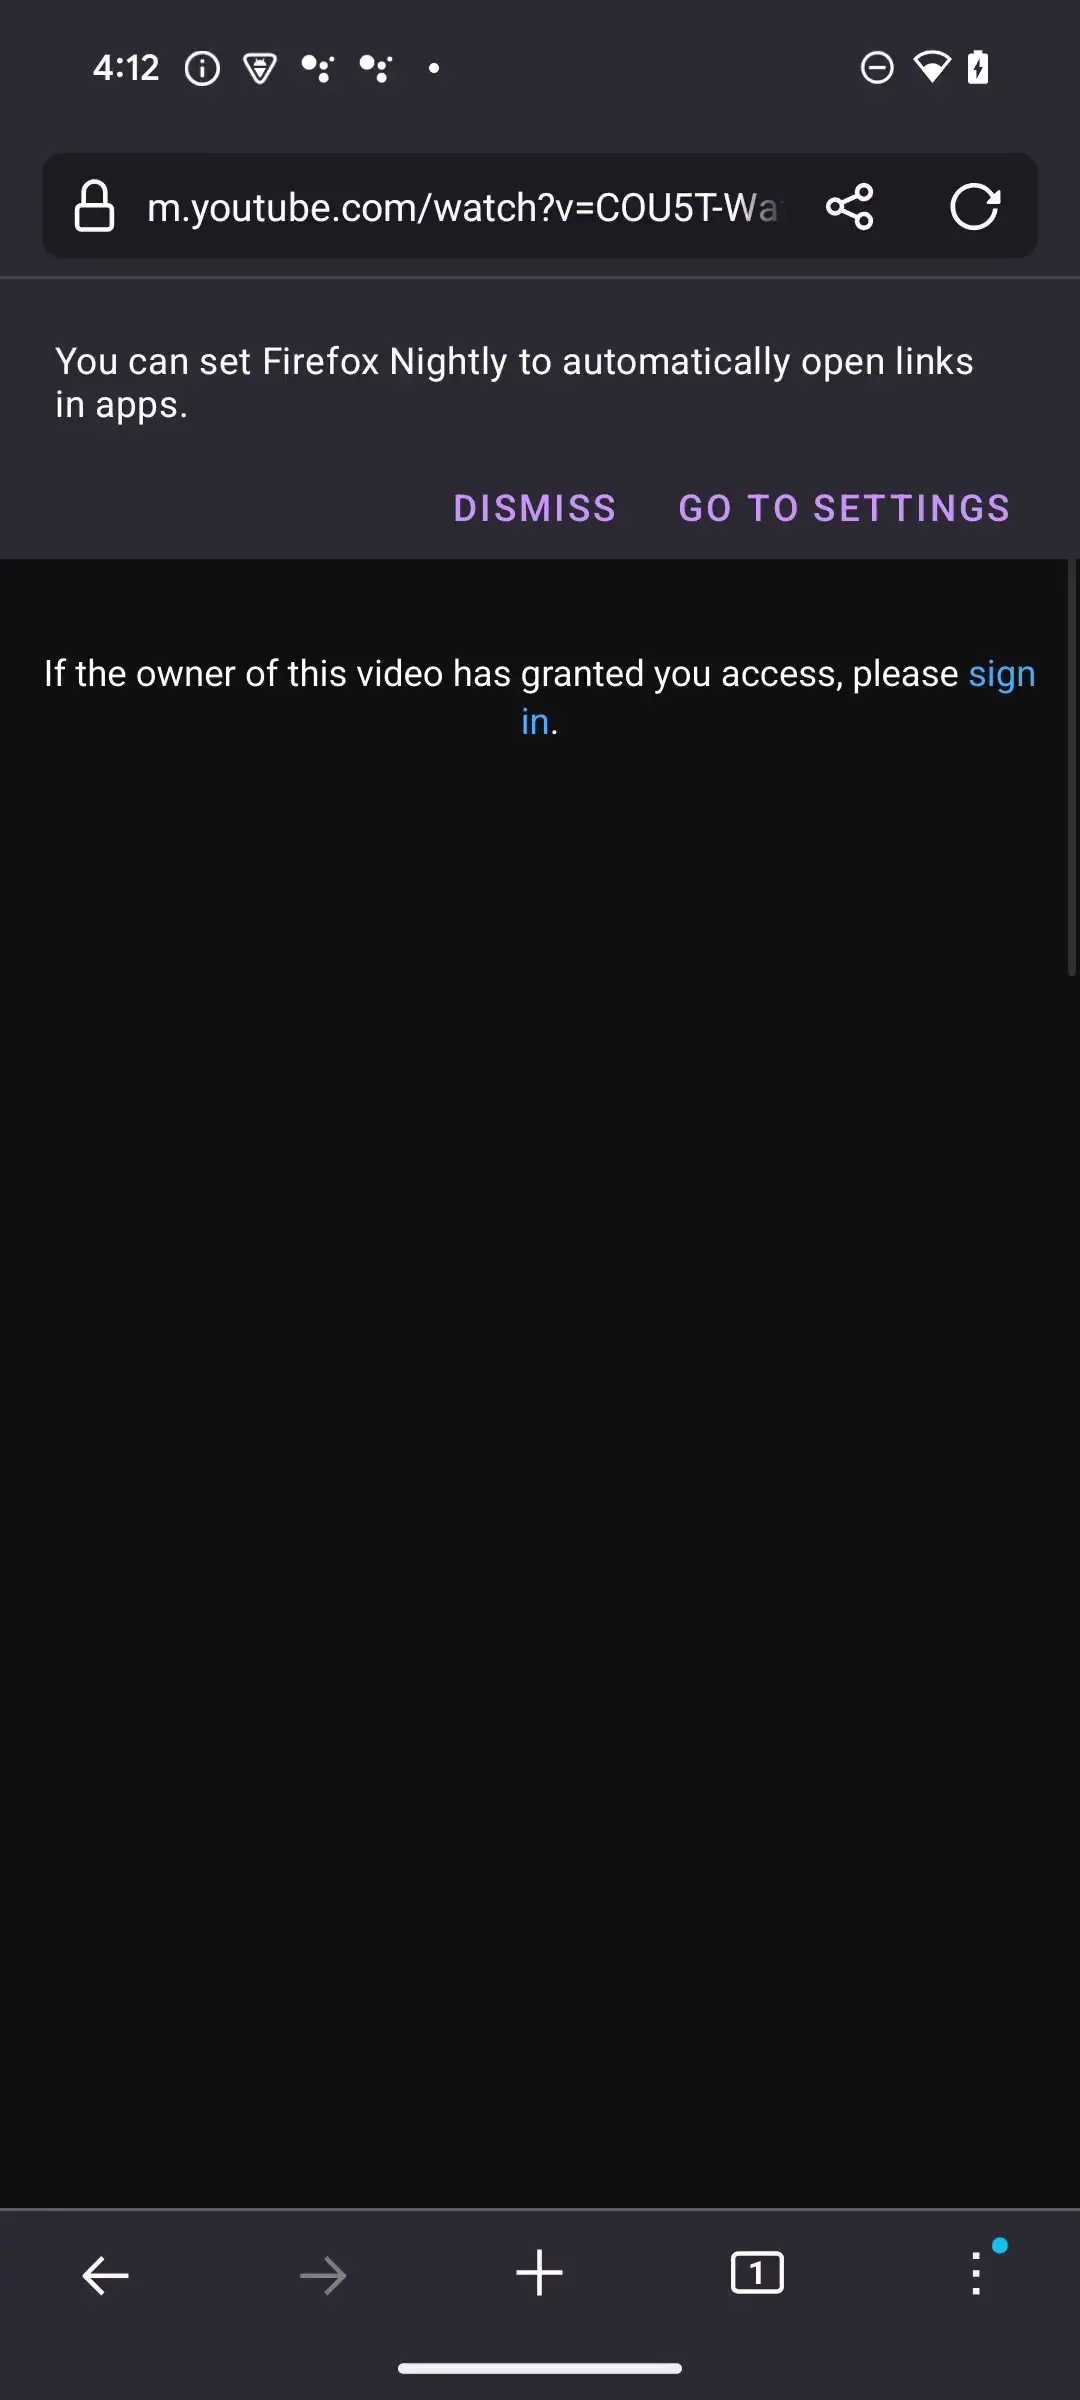 4:12
m.youtube.com/watch?v=COU5T-Wa
You can set Firefox Nightly to automatically open links
in apps.
DISMISS GO TO SETTINGS
If the owner of this video has granted you access, please sign
in.
1